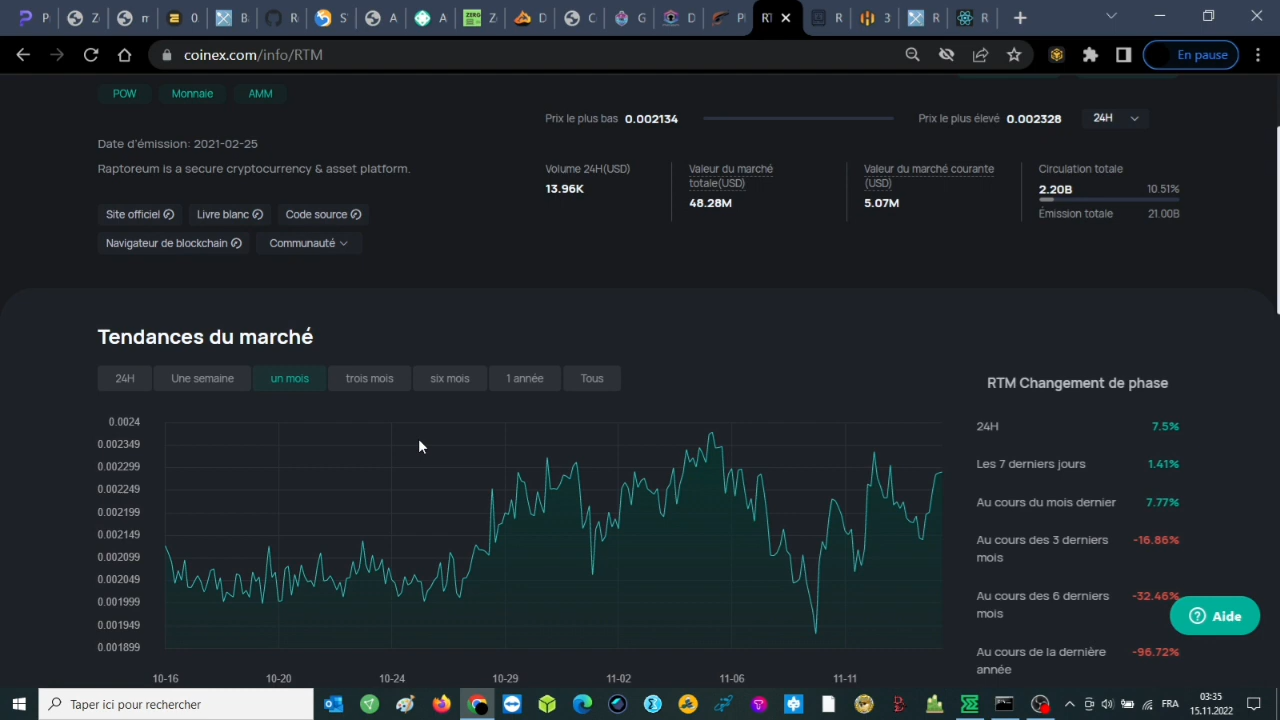 En pause
coinex.com/info/RTM
POW
Monnaie
AMM
Prix le plus bas 0.002134
Prix le plus élevé 0.002328
24H
Date d'émission: 2021-02-25
Raptoreum is a secure cryptocurrency & asset platform.
Volume 24H(USD)
13.96K
Valeur du marché
totale(USD)
48.28M
Valeur du marché courante
(USD)
5.07M
Circulation totale
2.20B
10.51%
Émission totale
21.00B
Site officiel
Livre blanc
Code source
Navigateur de blockchain
Communauté
Tendances du marché
24H
Une semaine
un mois
trois mois
six mois
1 année
Tous
0.0024
0.002349
0.002299
0.002249
0.002199
0.002149
0.002099
0.002049
0.001999
0.001949
0.001899
10-16
10-20
10-24
10-29
11-02
11-06
11-11
RTM Changement de phase
24H 7.5%
Les 7 derniers jours 1.41%
Au cours du mois dernier 7.77%
Au cours des 3 derniers -16.86%
mois
Au cours des 6 derniers -32.46%
mois
Au cours de la dernière -96.72%
année
Aide
Taper ici pour rechercher
FRA
03:35
15.11.2022